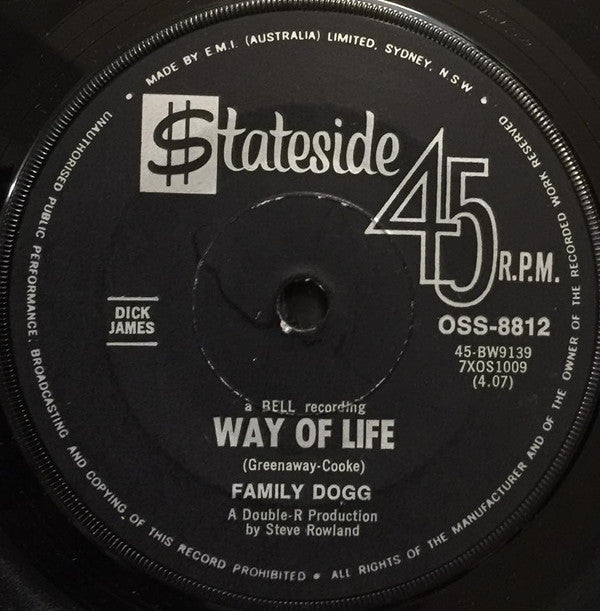 • MADE BY E.M.I. (AUSTRALIA) LIMITED, SYDNEY, N.S.W •
$tateside
45 R.P.M.
DICK
JAMES
OSS-8812
45-BW9139
7XOS1009
(4.07)
a BELL recording
WAY OF LIFE
(Greenaway-Cooke)
FAMILY DOGG
A Double-R Production
by Steve Rowland
UNAUTHORISED PUBLIC PERFORMANCE, BROADCASTING AND COPYING OF THIS RECORD PROHIBITED • ALL RIGHTS OF THE MANUFACTURER AND OF THE OWNER OF THE RECORDED WORK RESERVED